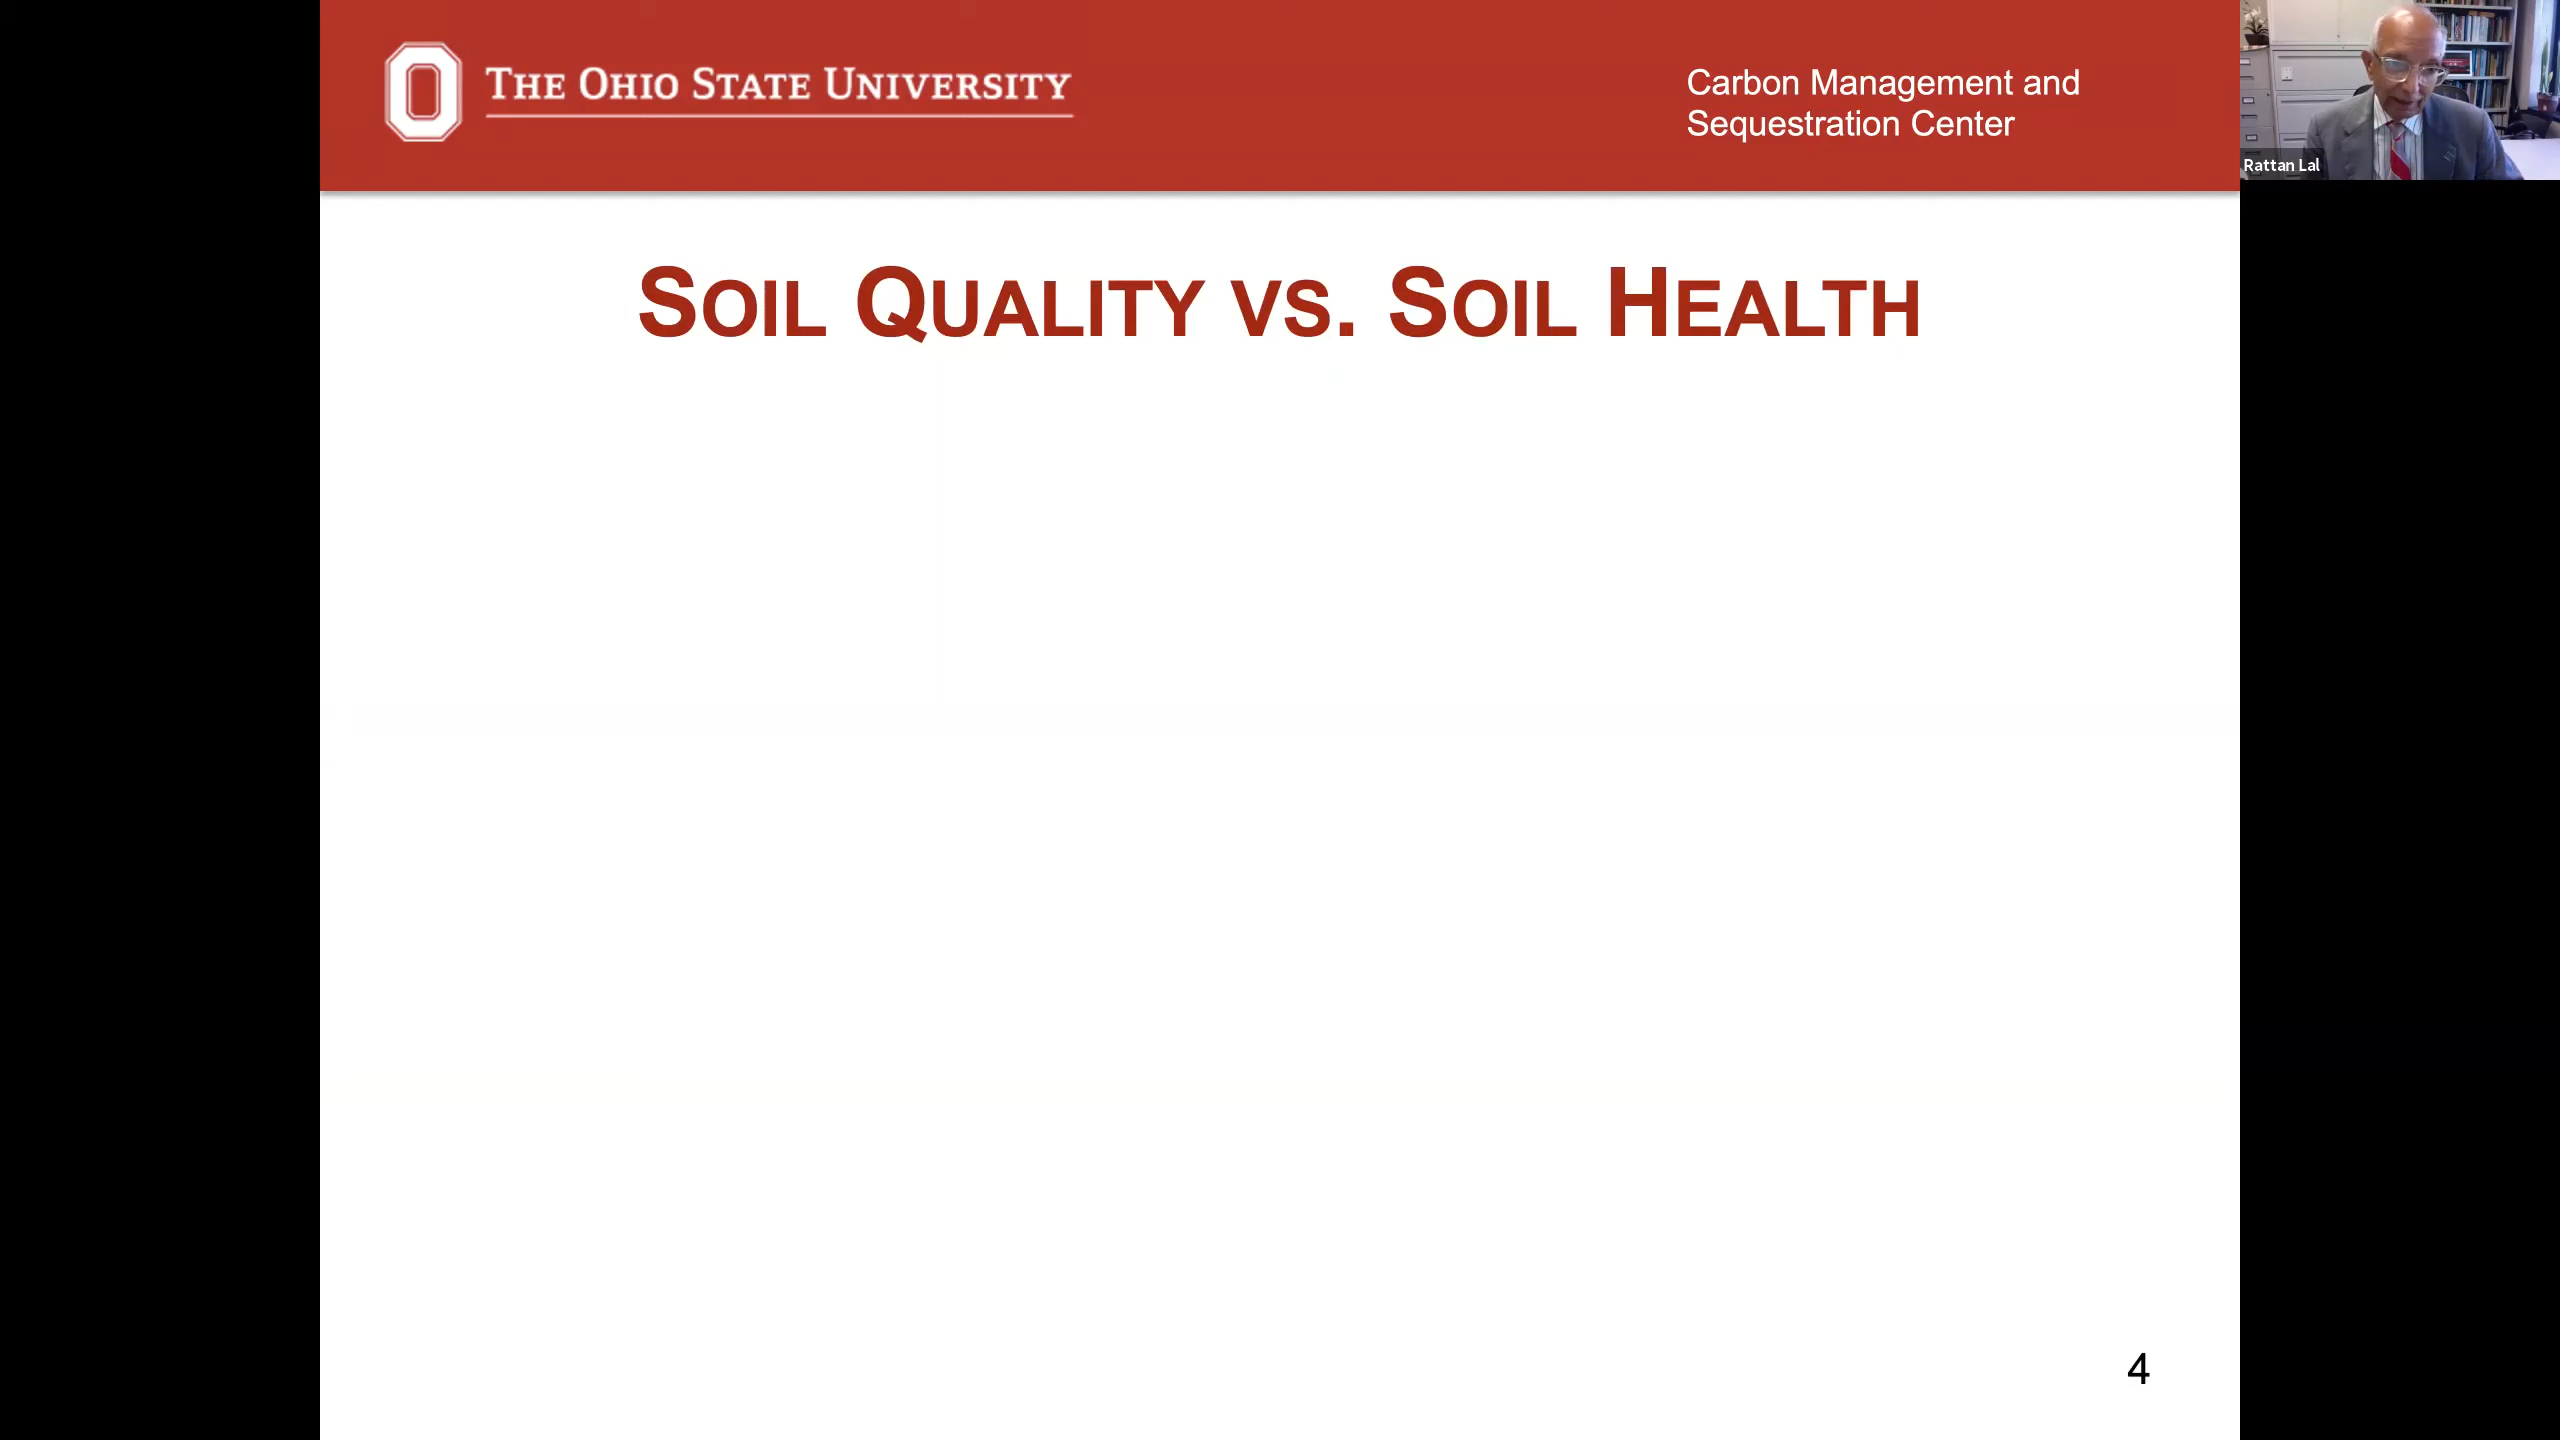 THE OHIO STATE UNIVERSITY
Carbon Management and
Sequestration Center
Rattan Lal
SOIL QUALITY VS. SOIL HEALTH
4